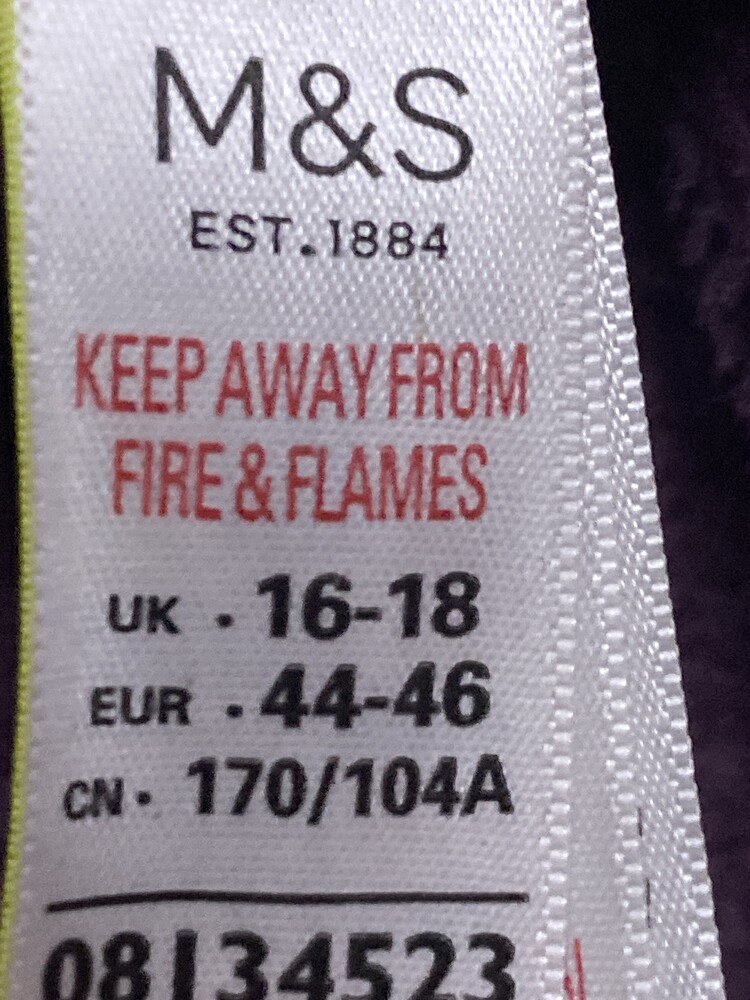 M&S
EST.1884
KEEP AWAY FROM
FIRE & FLAMES
UK · 16-18
EUR · 44-46
CN · 170/104A
08134523